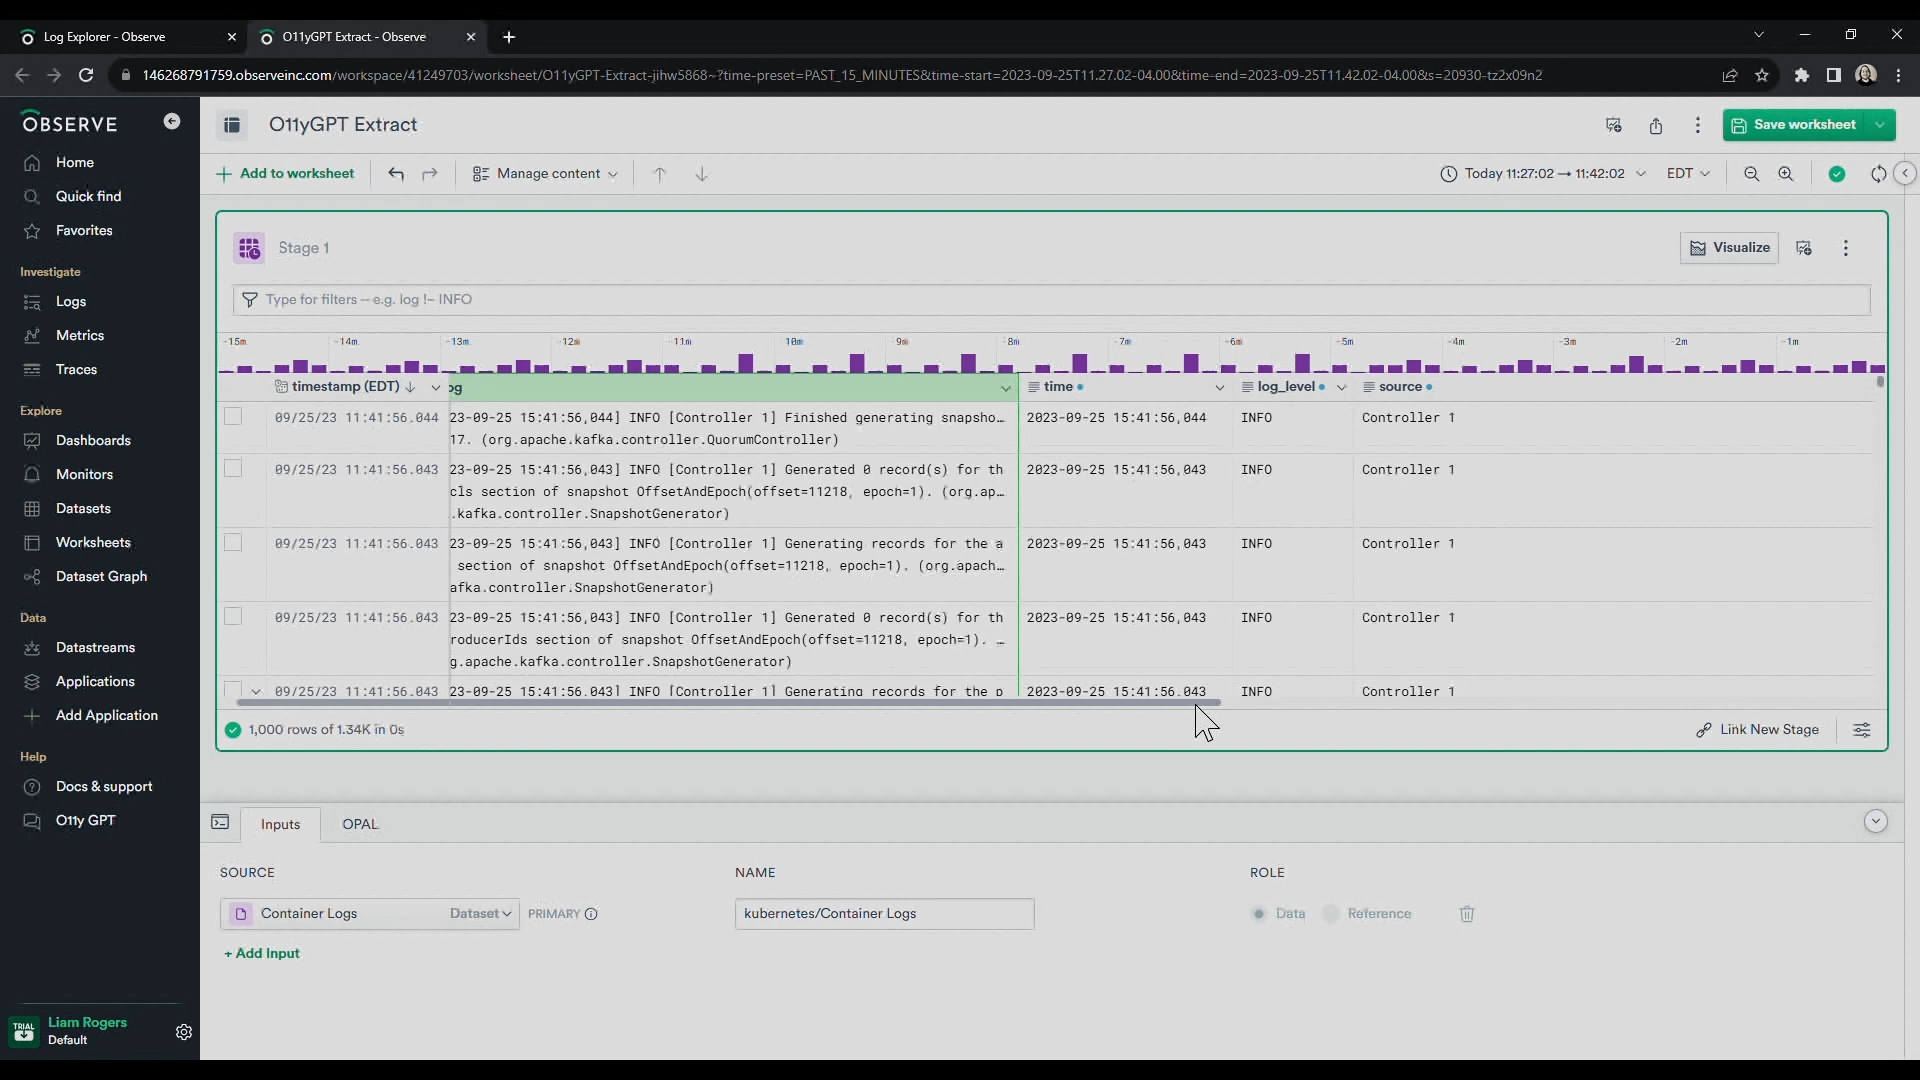 Log Explorer - Observe
O11yGPT Extract - Observe
146268791759.observeinc.com/workspace/41249703/worksheet/O11yGPT-Extract-jihw5868~?time-preset=PAST_15_MINUTES&time-start=2023-09-25T11.27.02-04.00&time-end=2023-09-25T11.42.02-04.00&s=20930-tz2x09n2
OBSERVE
Home
Quick find
Favorites
Investigate
Logs
Metrics
Traces
Explore
Dashboards
Monitors
Datasets
Worksheets
Dataset Graph
Data
Datastreams
Applications
Add Application
Help
Docs & support
O11y GPT
TRIAL
Liam Rogers
Default
O11yGPT Extract
Save worksheet
Add to worksheet
Manage content
Today 11:27:02 → 11:42:02
EDT
Stage 1
Visualize
Type for filters – e.g. log !~ INFO
-15m -14m -13m -12m -11m 10m -9m -8m -7m -6m -5m -4m -3m -2m -1m
timestamp (EDT) og time log_level source
09/25/23 11:41:56.044 23-09-25 15:41:56,044] INFO [Controller 1] Finished generating snapsho… 2023-09-25 15:41:56,044 INFO Controller 1
17. (org.apache.kafka.controller.QuorumController)
09/25/23 11:41:56.043 23-09-25 15:41:56,043] INFO [Controller 1] Generated 0 record(s) for th 2023-09-25 15:41:56,043 INFO Controller 1
cls section of snapshot OffsetAndEpoch(offset=11218, epoch=1). (org.ap…
.kafka.controller.SnapshotGenerator)
09/25/23 11:41:56.043 23-09-25 15:41:56,043] INFO [Controller 1] Generating records for the a 2023-09-25 15:41:56,043 INFO Controller 1
section of snapshot OffsetAndEpoch(offset=11218, epoch=1). (org.apach…
afka.controller.SnapshotGenerator)
09/25/23 11:41:56.043 23-09-25 15:41:56,043] INFO [Controller 1] Generated 0 record(s) for th 2023-09-25 15:41:56,043 INFO Controller 1
roducerIds section of snapshot OffsetAndEpoch(offset=11218, epoch=1). …
g.apache.kafka.controller.SnapshotGenerator)
09/25/23 11:41:56.043 23-09-25 15:41:56,043] INFO [Controller 1] Generating records for the p 2023-09-25 15:41:56,043 INFO Controller 1
1,000 rows of 1.34K in 0s
Link New Stage
Inputs
OPAL
SOURCE NAME ROLE
Container Logs Dataset PRIMARY kubernetes/Container Logs Data Reference
+ Add Input